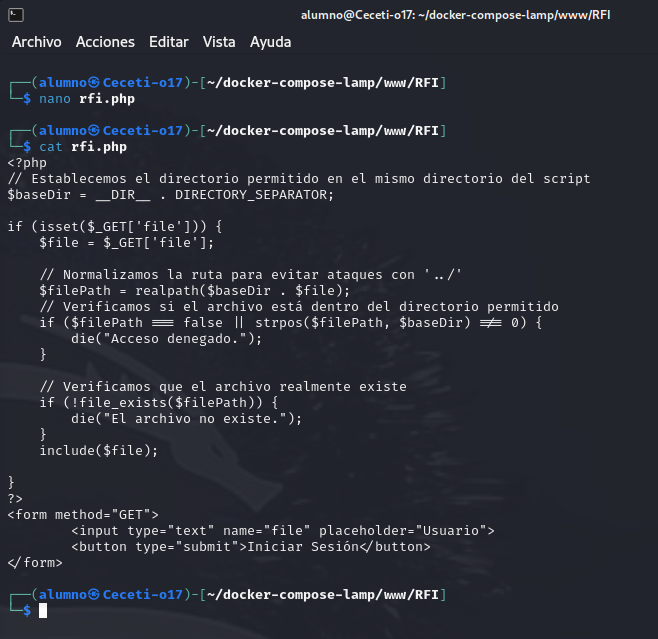 alumno@Ceceti-o17: ~/docker-compose-lamp/www/RFI
Archivo Acciones Editar Vista Ayuda
┌──(alumno㉿Ceceti-o17)-[~/docker-compose-lamp/www/RFI]
└─$ nano rfi.php
┌──(alumno㉿Ceceti-o17)-[~/docker-compose-lamp/www/RFI]
└─$ cat rfi.php
<?php
// Establecemos el directorio permitido en el mismo directorio del script
$baseDir = __DIR__ . DIRECTORY_SEPARATOR;
if (isset($_GET['file'])) {
    $file = $_GET['file'];
    // Normalizamos la ruta para evitar ataques con '../'
    $filePath = realpath($baseDir . $file);
    // Verificamos si el archivo está dentro del directorio permitido
    if ($filePath === false || strpos($filePath, $baseDir) !== 0) {
        die("Acceso denegado.");
    }
    // Verificamos que el archivo realmente existe
    if (!file_exists($filePath)) {
        die("El archivo no existe.");
    }
    include($file);
}
?>
<form method="GET">
        <input type="text" name="file" placeholder="Usuario">
        <button type="submit">Iniciar Sesión</button>
</form>
┌──(alumno㉿Ceceti-o17)-[~/docker-compose-lamp/www/RFI]
└─$